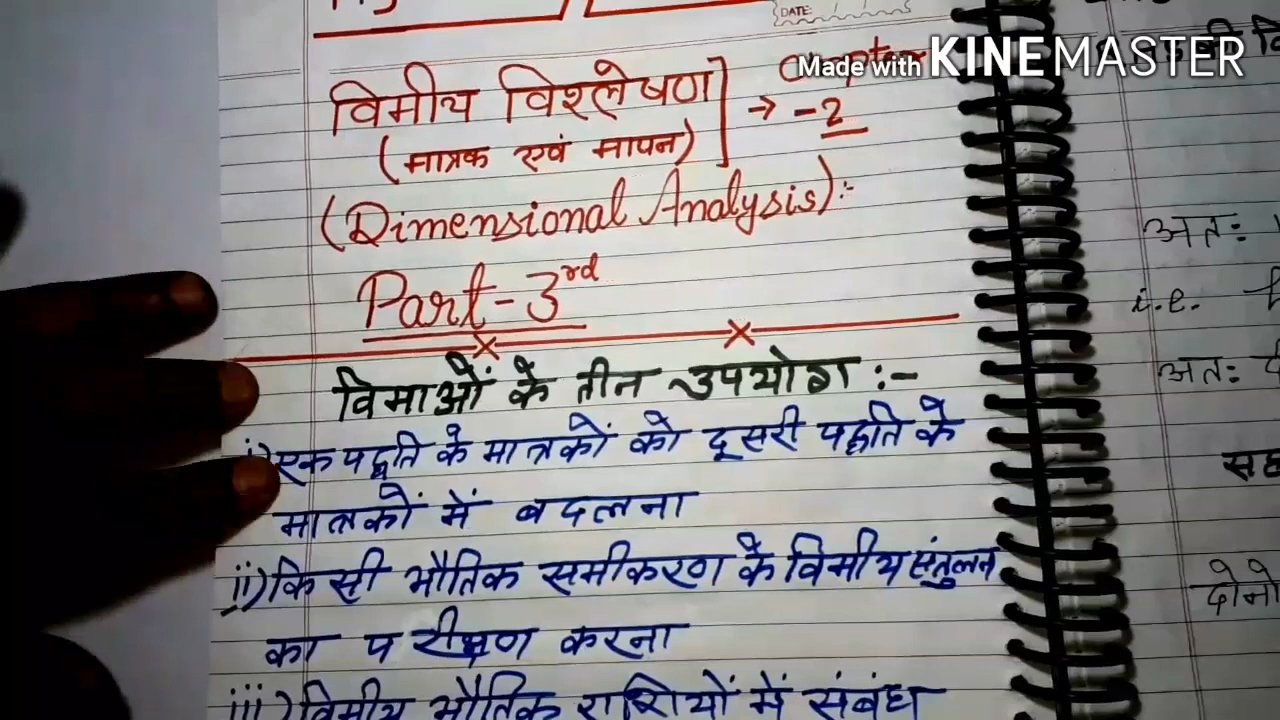 DATE:
Made with KINEMASTER
Chapter
विमीय विश्लेषण] → -2
(मात्रक एवं मापन)
(Dimensional Analysis):-
Part-3rd
विमाओं के तीन उपयोग :-
i) एक पद्धति के मात्रकों को दूसरी पद्धति के
मात्रकों में बदलना
ii) किसी भौतिक समीकरण के विमीय संतुलन
का परीक्षण करना
iii) विमीय भौतिक राशियों में संबंध
अतः
i.e.
अतः